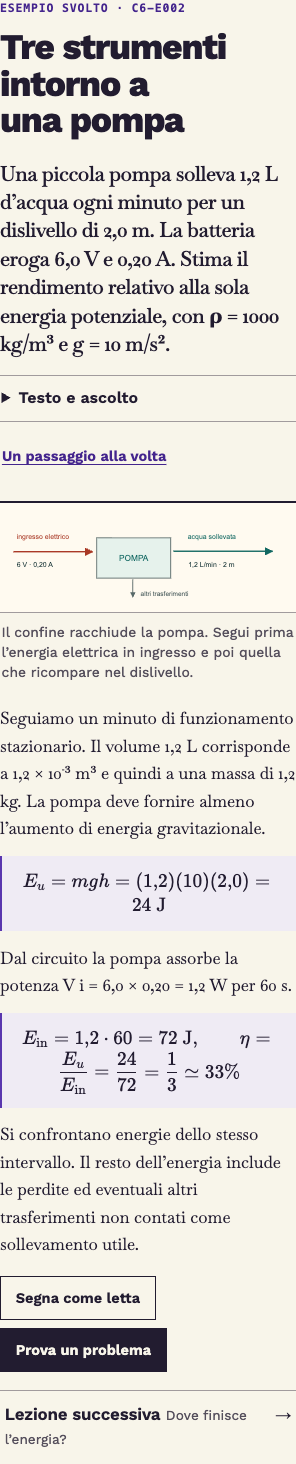 ESEMPIO SVOLTO · C6—E002
Tre strumenti
intorno a
una pompa
Una piccola pompa solleva 1,2 L
d’acqua ogni minuto per un
dislivello di 2,0 m. La batteria
eroga 6,0 V e 0,20 A. Stima il
rendimento relativo alla sola
energia potenziale, con ρ = 1000
kg/m³ e g = 10 m/s².
▶ Testo e ascolto
Un passaggio alla volta
ingresso elettrico
acqua sollevata
POMPA
6 V · 0,20 A
1,2 L/min · 2 m
altri trasferimenti
Il confine racchiude la pompa. Segui prima
l’energia elettrica in ingresso e poi quella
che ricompare nel dislivello.
Seguiamo un minuto di funzionamento
stazionario. Il volume 1,2 L corrisponde
a 1,2 × 10⁻³ m³ e quindi a una massa di 1,2
kg. La pompa deve fornire almeno
l’aumento di energia gravitazionale.
E_u = mgh = (1,2)(10)(2,0) =
24 J
Dal circuito la pompa assorbe la
potenza V i = 6,0 × 0,20 = 1,2 W per 60 s.
E_in = 1,2 · 60 = 72 J, η =
E_u/E_in = 24/72 = 1/3 ≃ 33%
Si confrontano energie dello stesso
intervallo. Il resto dell’energia include
le perdite ed eventuali altri
trasferimenti non contati come
sollevamento utile.
Segna come letta
Prova un problema
Lezione successiva Dove finisce →
l’energia?